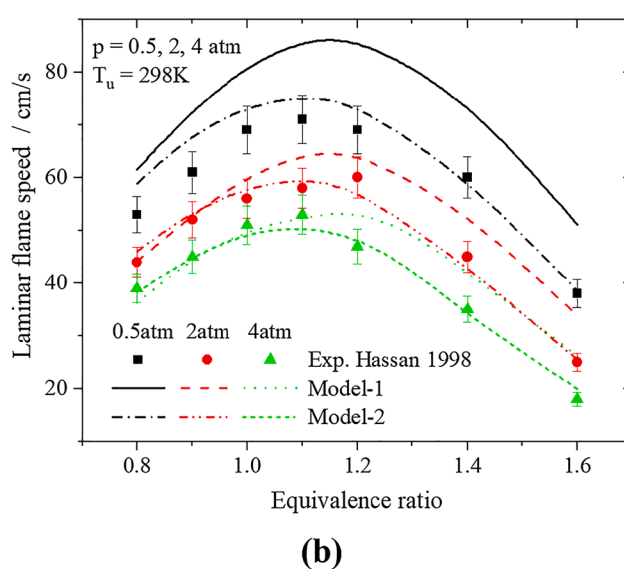 p = 0.5, 2, 4 atm
T_u = 298K
Laminar flame speed / cm/s
80
60
40
20
0.5atm 2atm 4atm
Exp. Hassan 1998
Model-1
Model-2
0.8 1.0 1.2 1.4 1.6
Equivalence ratio
(b)